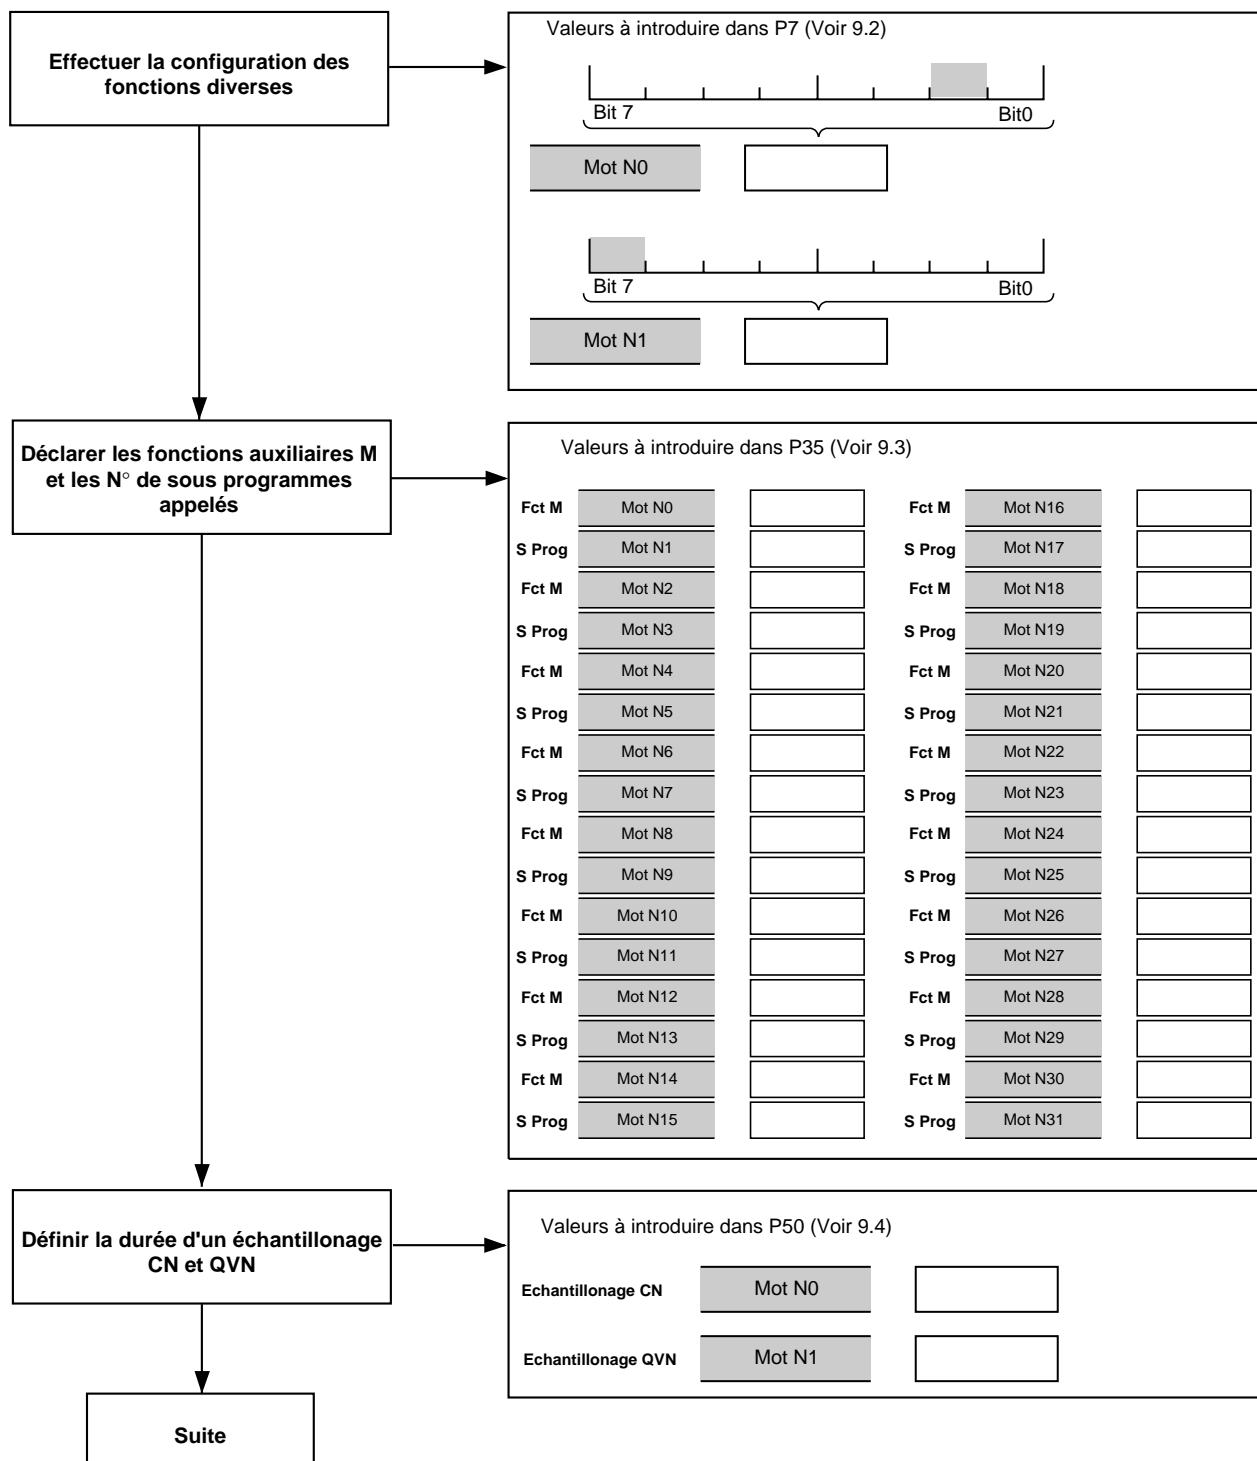 Effectuer la configuration des
fonctions diverses
Valeurs à introduire dans P7 (Voir 9.2)
Bit 7 Bit0
Mot N0
Bit 7 Bit0
Mot N1
Déclarer les fonctions auxiliaires M
et les N° de sous programmes
appelés
Valeurs à introduire dans P35 (Voir 9.3)
Fct M Mot N0 Fct M Mot N16
S Prog Mot N1 S Prog Mot N17
Fct M Mot N2 Fct M Mot N18
S Prog Mot N3 S Prog Mot N19
Fct M Mot N4 Fct M Mot N20
S Prog Mot N5 S Prog Mot N21
Fct M Mot N6 Fct M Mot N22
S Prog Mot N7 S Prog Mot N23
Fct M Mot N8 Fct M Mot N24
S Prog Mot N9 S Prog Mot N25
Fct M Mot N10 Fct M Mot N26
S Prog Mot N11 S Prog Mot N27
Fct M Mot N12 Fct M Mot N28
S Prog Mot N13 S Prog Mot N29
Fct M Mot N14 Fct M Mot N30
S Prog Mot N15 S Prog Mot N31
Définir la durée d'un échantillonage
CN et QVN
Valeurs à introduire dans P50 (Voir 9.4)
Echantillonage CN Mot N0
Echantillonage QVN Mot N1
Suite